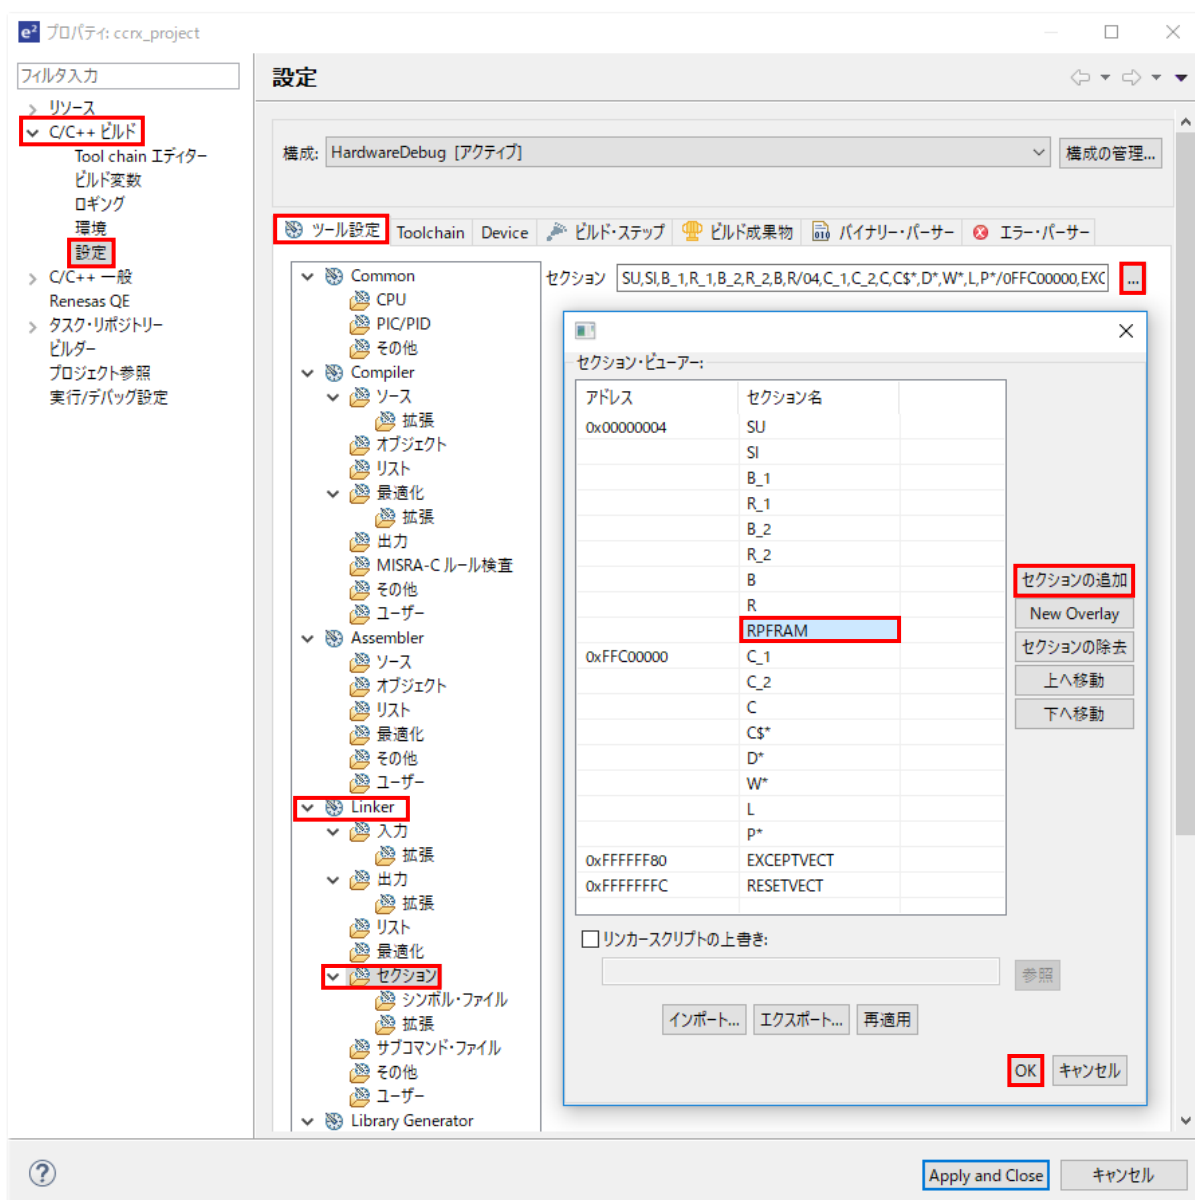 e² プロパティ: ccrx_project
フィルタ入力
設定
リソース
C/C++ ビルド
Tool chain エディター
ビルド変数
ロギング
環境
設定
C/C++ 一般
Renesas QE
タスク・リポジトリー
ビルダー
プロジェクト参照
実行/デバッグ設定
構成: HardwareDebug [アクティブ] 構成の管理...
ツール設定 Toolchain Device ビルド・ステップ ビルド成果物 バイナリー・パーサー エラー・パーサー
Common
CPU
PIC/PID
その他
Compiler
ソース
拡張
オブジェクト
リスト
最適化
拡張
出力
MISRA-C ルール検査
その他
ユーザー
Assembler
ソース
オブジェクト
リスト
最適化
その他
ユーザー
Linker
入力
拡張
出力
拡張
リスト
最適化
セクション
シンボル・ファイル
拡張
サブコマンド・ファイル
その他
ユーザー
Library Generator
セクション SU,SI,B_1,R_1,B_2,R_2,B,R/04,C_1,C_2,C,C$*,D*,W*,L,P*/0FFC00000,EXC ...
セクション・ビューアー:
アドレス セクション名
0x00000004 SU
SI
B_1
R_1
B_2
R_2
B
R
RPFRAM
0xFFC00000 C_1
C_2
C
C$*
D*
W*
L
P*
0xFFFFFF80 EXCEPTVECT
0xFFFFFFFC RESETVECT
セクションの追加
New Overlay
セクションの除去
上へ移動
下へ移動
リンカースクリプトの上書き:
参照
インポート... エクスポート... 再適用
OK キャンセル
? Apply and Close キャンセル